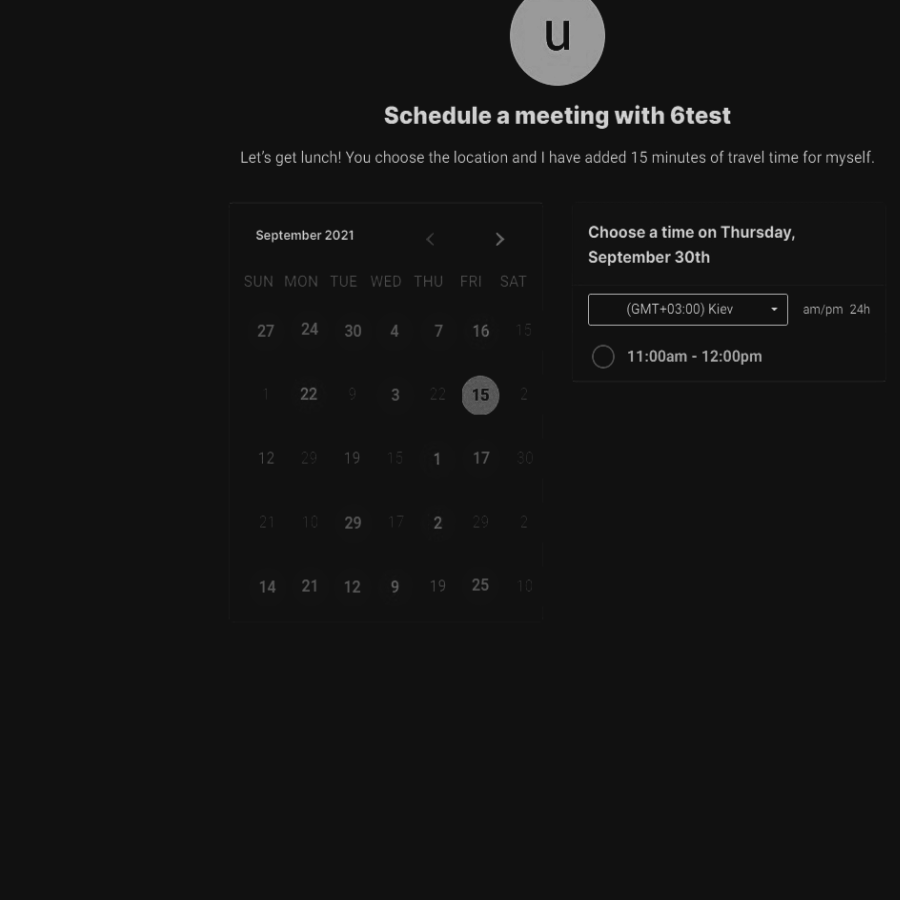 u
Schedule a meeting with 6test
Let's get lunch! You choose the location and I have added 15 minutes of travel time for myself.
September 2021
SUN MON TUE WED THU FRI SAT
27 24 30 4 7 16 15
1 22 9 3 22 15 2
12 29 19 15 1 17 30
21 10 29 17 2 29 2
14 21 12 9 19 25 10
Choose a time on Thursday,
September 30th
(GMT+03:00) Kiev am/pm 24h
11:00am - 12:00pm